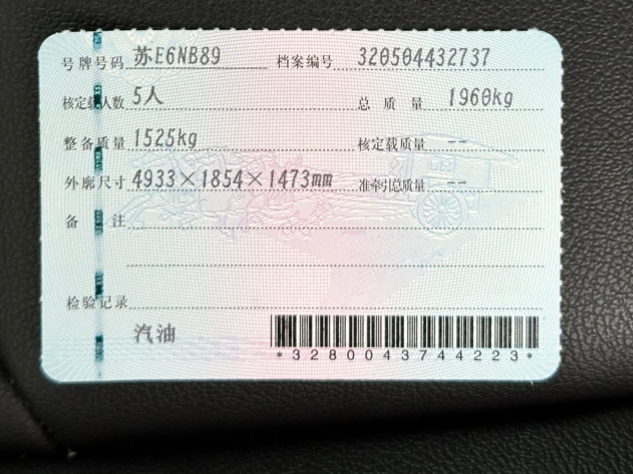 号牌号码 苏E6NB89 档案编号 320504432737
核定载人数 5人 总质量 1960kg
整备质量 1525kg 核定载质量 --
外廓尺寸 4933×1854×1473mm 准牵引总质量 --
备注
检验记录
汽油
*3280043744223*